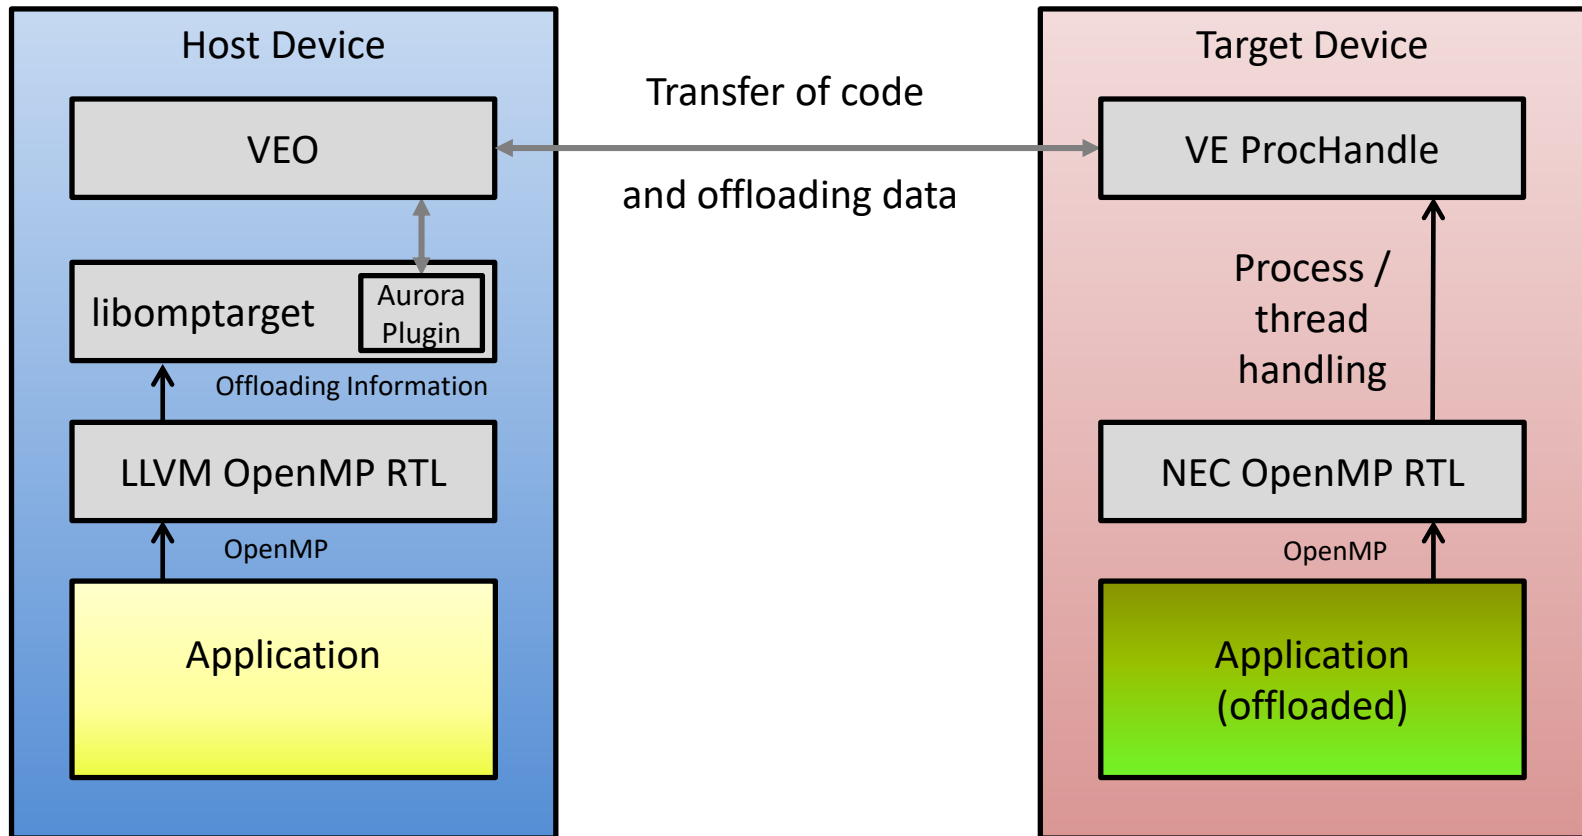 Host Device
VEO
libomptarget
Aurora
Plugin
Offloading Information
LLVM OpenMP RTL
OpenMP
Application
Transfer of code
and offloading data
Target Device
VE ProcHandle
Process /
thread
handling
NEC OpenMP RTL
OpenMP
Application
(offloaded)